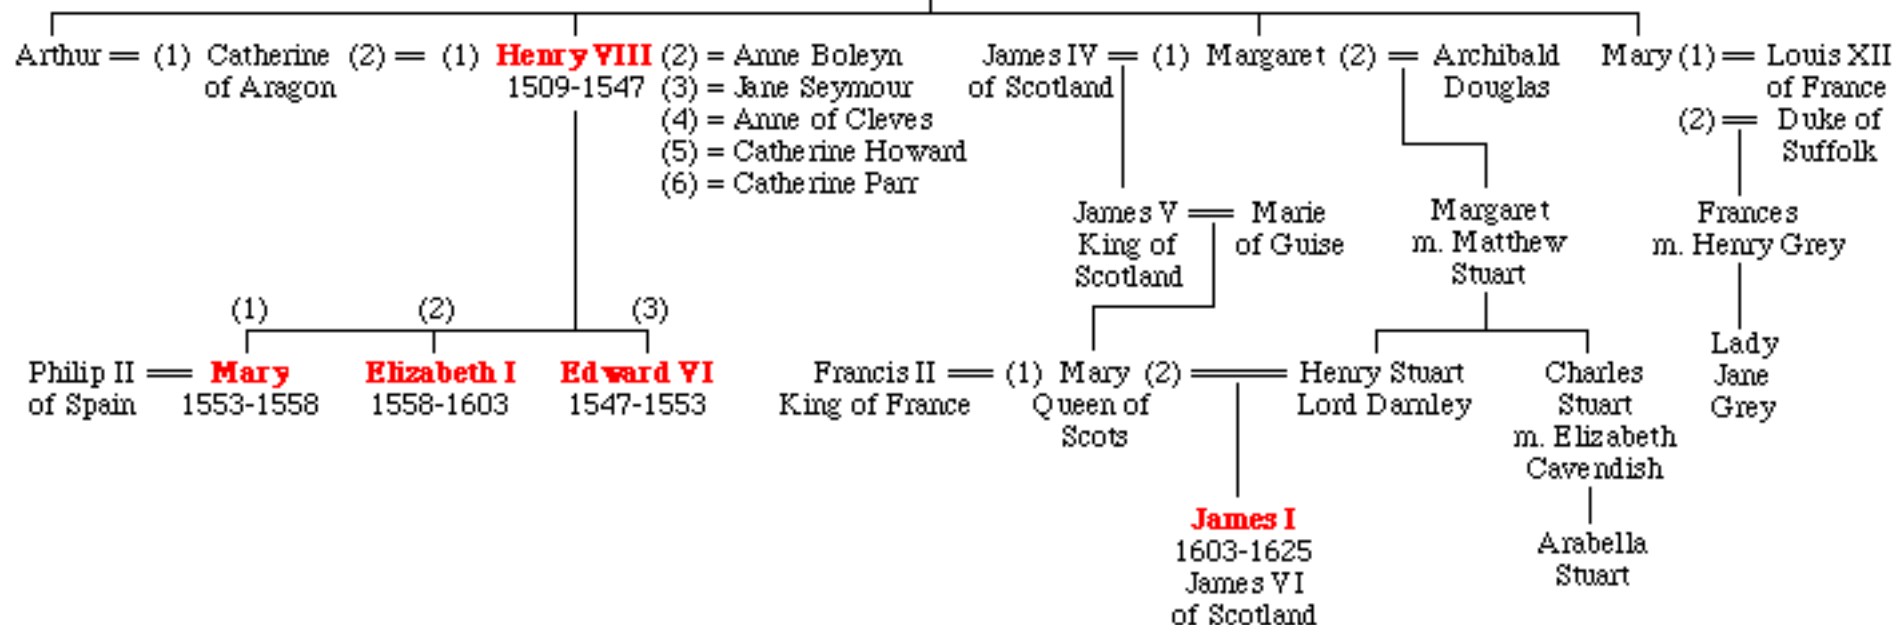 Arthur = (1) Catherine (2) = (1) Henry VIII (2) = Anne Boleyn James IV = (1) Margaret (2) = Archibald Mary (1) = Louis XII
of Aragon 1509-1547 (3) = Jane Seymour of Scotland Douglas of France
(4) = Anne of Cleves (2) = Duke of
(5) = Catherine Howard Suffolk
(6) = Catherine Parr
James V = Marie Margaret Frances
King of of Guise m. Matthew m. Henry Grey
Scotland Stuart
(1) (2) (3)
Lady
Philip II = Mary Elizabeth I Edward VI Francis II = (1) Mary (2) = Henry Stuart Charles Jane
of Spain 1553-1558 1558-1603 1547-1553 King of France Queen of Lord Darnley Stuart Grey
Scots m. Elizabeth
Cavendish
James I
1603-1625 Arabella
James VI Stuart
of Scotland